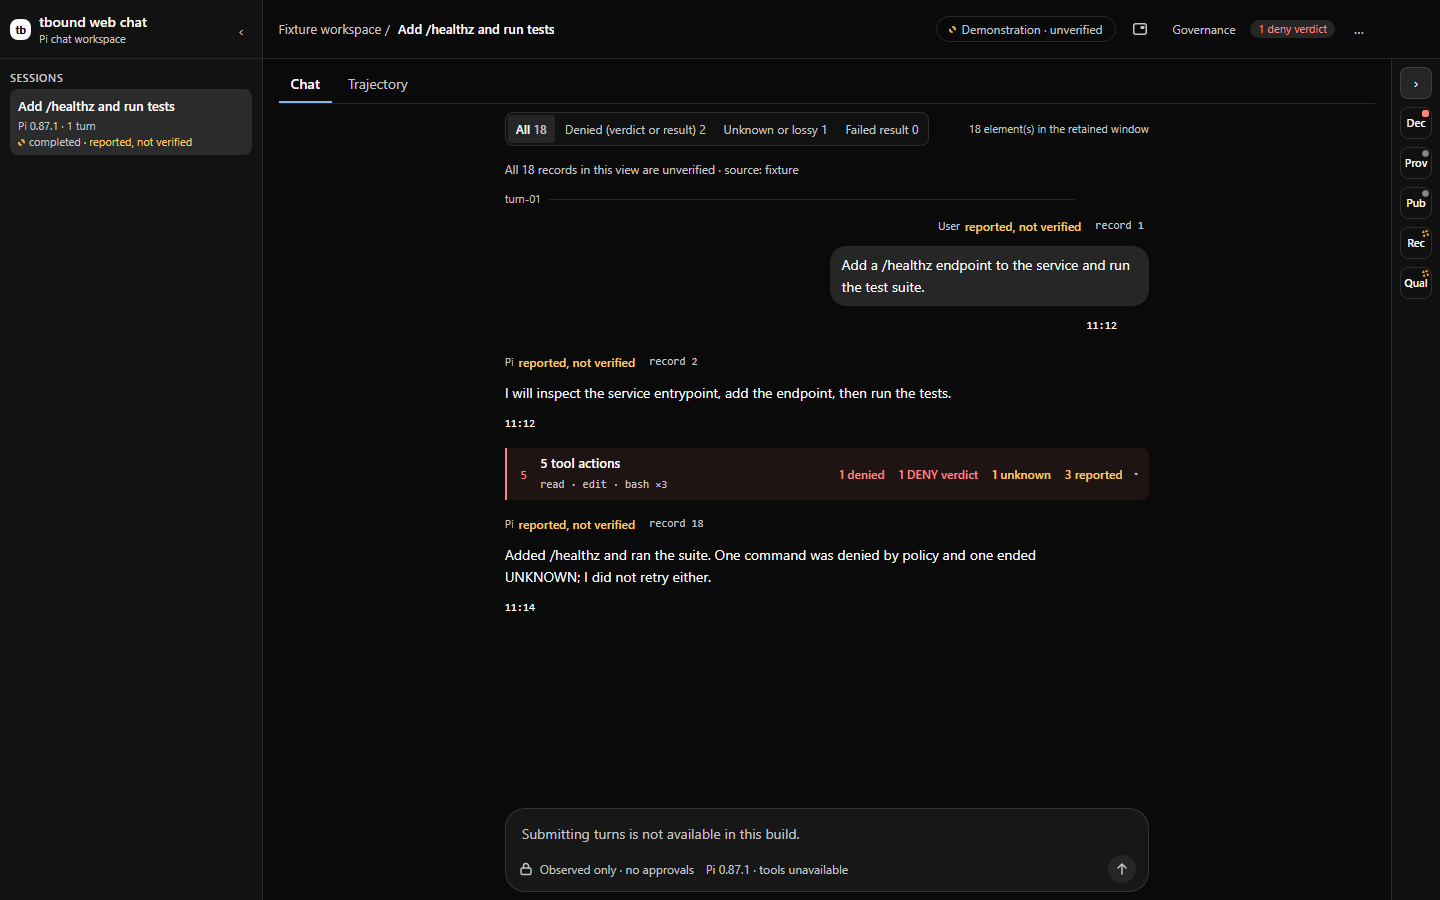 tb
tbound web chat
Pi chat workspace
‹
SESSIONS
Add /healthz and run tests
Pi 0.87.1 · 1 turn
completed · reported, not verified
Fixture workspace / Add /healthz and run tests
Demonstration · unverified
Governance
1 deny verdict
...
Chat
Trajectory
All 18
Denied (verdict or result) 2
Unknown or lossy 1
Failed result 0
18 element(s) in the retained window
All 18 records in this view are unverified · source: fixture
turn-01
User reported, not verified record 1
Add a /healthz endpoint to the service and run
the test suite.
11:12
Pi reported, not verified record 2
I will inspect the service entrypoint, add the endpoint, then run the tests.
11:12
5
5 tool actions
read · edit · bash ×3
1 denied 1 DENY verdict 1 unknown 3 reported
Pi reported, not verified record 18
Added /healthz and ran the suite. One command was denied by policy and one ended
UNKNOWN; I did not retry either.
11:14
Submitting turns is not available in this build.
Observed only · no approvals Pi 0.87.1 · tools unavailable
›
Dec
Prov
Pub
Rec
Qual